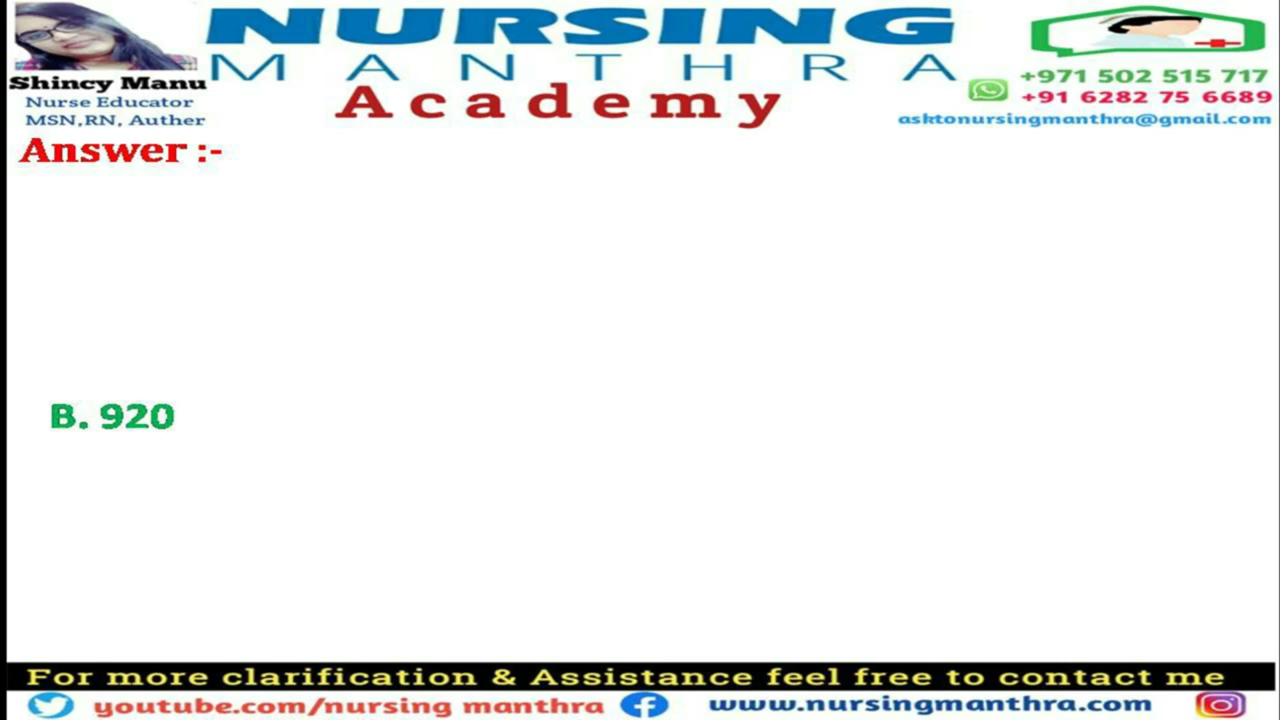 NURSING
MANTHRA
Academy
Shincy Manu
Nurse Educator
MSN,RN, Auther
+971 502 515 717
+91 6282 75 6689
asktonursingmanthra@gmail.com
Answer :-
B. 920
For more clarification & Assistance feel free to contact me
youtube.com/nursing manthra
www.nursingmanthra.com